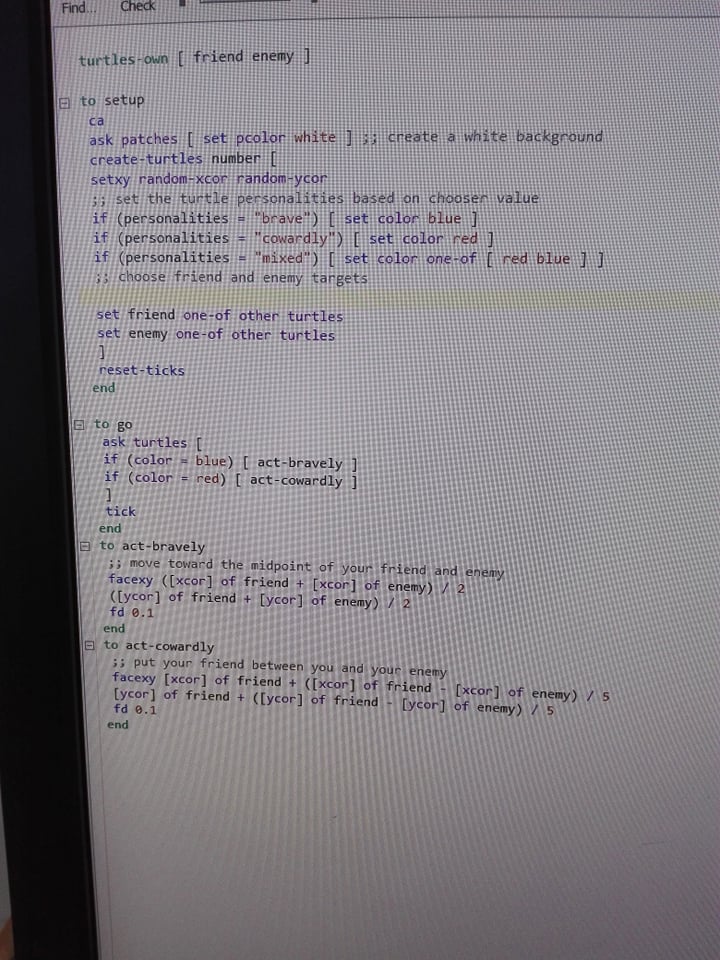 Find... Check
turtles-own [ friend enemy ]
to setup
ca
ask patches [ set pcolor white ] ;; create a white background
create-turtles number [
setxy random-xcor random-ycor
;; set the turtle personalities based on chooser value
if (personalities = "brave") [ set color blue ]
if (personalities = "cowardly") [ set color red ]
if (personalities = "mixed") [ set color one-of [ red blue ] ]
;; choose friend and enemy targets
set friend one-of other turtles
set enemy one-of other turtles
]
reset-ticks
end
to go
ask turtles [
if (color = blue) [ act-bravely ]
if (color = red) [ act-cowardly ]
]
tick
end
to act-bravely
;; move toward the midpoint of your friend and enemy
facexy ([xcor] of friend + [xcor] of enemy) / 2
([ycor] of friend + [ycor] of enemy) / 2
fd 0.1
end
to act-cowardly
;; put your friend between you and your enemy
facexy [xcor] of friend + ([xcor] of friend - [xcor] of enemy) / 5
[ycor] of friend + ([ycor] of friend - [ycor] of enemy) / 5
fd 0.1
end